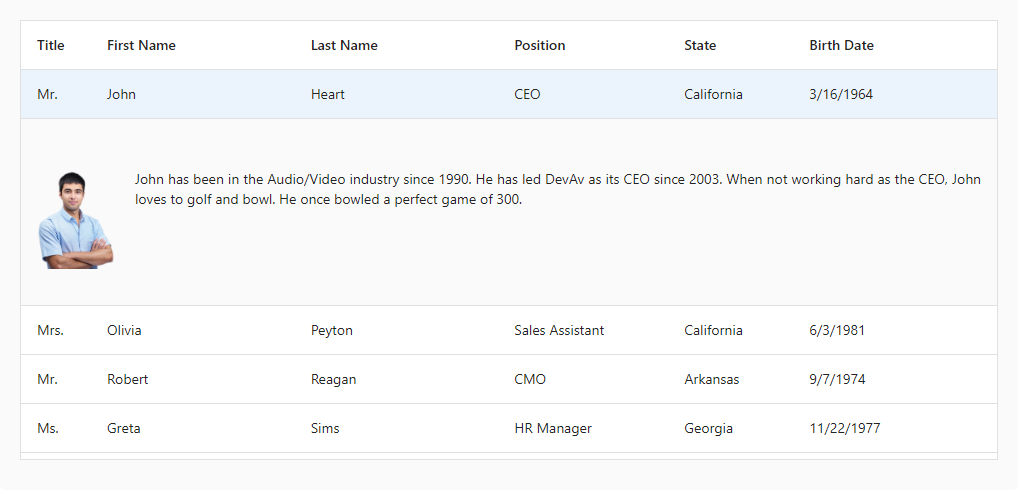 Title First Name Last Name Position State Birth Date
Mr. John Heart CEO California 3/16/1964
John has been in the Audio/Video industry since 1990. He has led DevAv as its CEO since 2003. When not working hard as the CEO, John
loves to golf and bowl. He once bowled a perfect game of 300.
Mrs. Olivia Peyton Sales Assistant California 6/3/1981
Mr. Robert Reagan CMO Arkansas 9/7/1974
Ms. Greta Sims HR Manager Georgia 11/22/1977